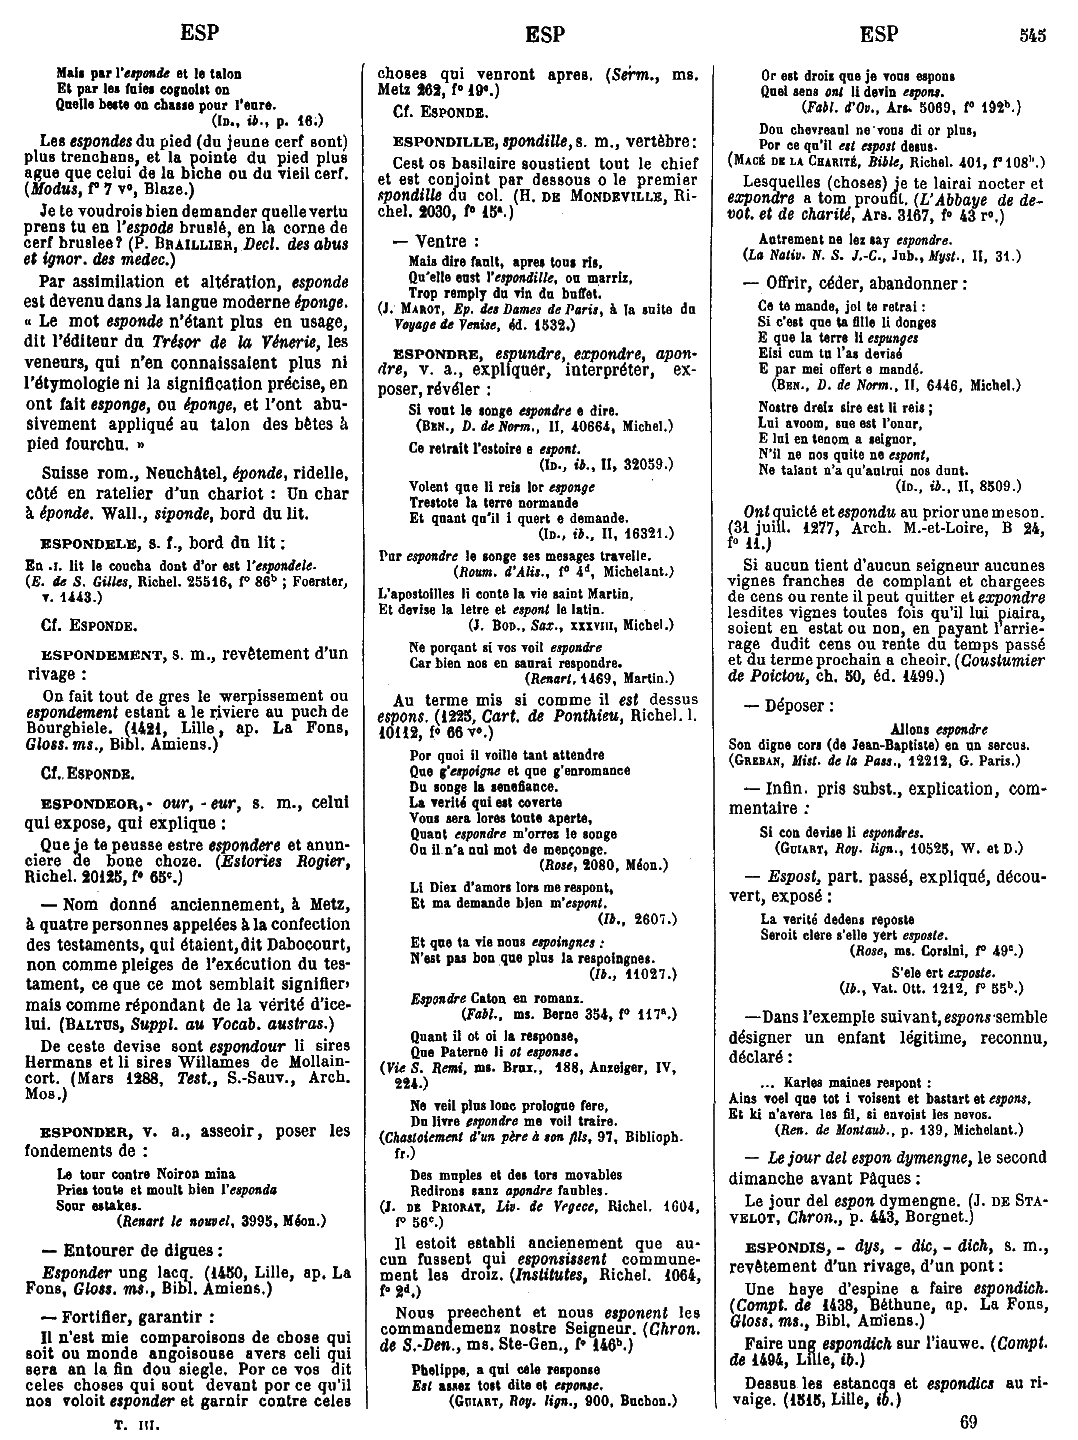 ESP
ESP
ESP 545
Mais par l'esponde et le talon
Et par les fuies cognoist on
Quelle beste on chasse pour l'eure.
(ID., ib., p. 16.)
Les espondes du pied (du jeune cerf sont)
plus trenchans, et la pointe du pied plus
ague que celui de la biche ou du vieil cerf.
(Modus, f° 7 v°, Blaze.)
Je te voudrois bien demander quelle vertu
prens tu en l'espode bruslé, en la corne de
cerf bruslee? (P. BRAILLIER, Decl. des abus
et ignor. des medec.)
Par assimilation et altération, esponde
est devenu dans la langue moderne éponge.
« Le mot esponde n'étant plus en usage,
dit l'éditeur du Trésor de la Vénerie, les
veneurs, qui n'en connaissaient plus ni
l'étymologie ni la signification précise, en
ont fait esponge, ou éponge, et l'ont abu-
sivement appliqué au talon des bêtes à
pied fourchu. »
Suisse rom., Neuchâtel, éponde, ridelle,
côté en ratelier d'un chariot : Un char
à éponde. Wall., siponde, bord du lit.
ESPONDELE, s. f., bord du lit :
En .I. lit le coucha dont d'or est l'espondele.
(E. de S. Gilles, Richel. 25516, f° 86ᵇ ; Foerster,
v. 1443.)
Cf. ESPONDE.
ESPONDEMENT, s. m., revêtement d'un
rivage :
On fait tout de gres le werpissement ou
espondement estant a le riviere au puch de
Bourghiele. (1421, Lille, ap. La Fons,
Gloss. ms., Bibl. Amiens.)
Cf. ESPONDE.
ESPONDEOR, - our, - eur, s. m., celui
qui expose, qui explique :
Que je te peusse estre espondere et anun-
ciere de bone choze. (Estories Rogier,
Richel. 20125, f° 65ᶜ.)
— Nom donné anciennement, à Metz,
à quatre personnes appelées à la confection
des testaments, qui étaient, dit Dabocourt,
non comme pleiges de l'exécution du tes-
tament, ce que ce mot semblait signifier,
mais comme répondant de la vérité d'ice-
lui. (BALTUS, Suppl. au Vocab. austras.)
De ceste devise sont espondour li sires
Hermans et li sires Willames de Mollain-
cort. (Mars 1288, Test., S.-Sauv., Arch.
Mos.)
ESPONDER, v. a., asseoir, poser les
fondements de :
Le tour contre Noiron mina
Pries toute et moult bien l'esponda
Sour estakes.
(Renart le nouvel, 3995, Méon.)
— Entourer de digues :
Esponder ung lacq. (1450, Lille, ap. La
Fons, Gloss. ms., Bibl. Amiens.)
— Fortifier, garantir :
Il n'est mie comparoisons de chose qui
soit ou monde angoisouse avers celi qui
sera an la fin dou siegle. Por ce vos dit
celes choses qui sout devant por ce qu'il
nos voloit esponder et garnir contre celes
T. III.
choses qui venront apres. (Serm., ms.
Metz 262, f° 19ᵉ.)
Cf. ESPONDE.
ESPONDILLE, spondille, s. m., vertèbre :
Cest os basilaire soustient tout le chief
et est conjoint par dessous o le premier
spondille du col. (H. DE MONDEVILLE, Ri-
chel. 2030, f° 15ᵃ.)
— Ventre :
Mais dire fault, apres tous ris,
Qu'elle eust l'espondille, ou marriz,
Trop remply du vin du buffet.
(J. MAROT, Ep. des Dames de Paris, à la suite du
Voyage de Venise, éd. 1532.)
ESPONDRE, espundre, expondre, apon-
dre, v. a., expliquer, interpréter, ex-
poser, révéler :
Si vout le songe espondre e dire.
(BEN., D. de Norm., II, 40664, Michel.)
Ce retrait l'estoire e espont.
(ID., ib., II, 32059.)
Volent que li reis lor esponge
Trestote la terre normande
Et quant qu'il i quert e demande.
(ID., ib., II, 16321.)
Pur espondre le songe ses mesages travelle.
(Roum. d'Alix., f° 4ᵈ, Michelant.)
L'apostoilles li conte la vie saint Martin,
Et devise la letre et espont le latin.
(J. BOD., Sax., XXXVIII, Michel.)
Ne porqant si vos voil espondre
Car bien nos en saurai respondre.
(Renart, 1469, Martin.)
Au terme mis si comme il est dessus
espons. (1225, Cart. de Ponthieu, Richel. l.
10112, f° 66 v°.)
Por quoi il voille tant attendre
Que g'espoigne et que g'enromance
Du songe la senefiance.
La verité qui est coverte
Vous sera lores toute aperte,
Quant espondre m'orrez le songe
Ou il n'a nul mot de mençonge.
(Rose, 2080, Méon.)
Li Diex d'amors lors me respont,
Et ma demande bien m'espont.
(Ib., 2607.)
Et que ta vie nous espoingnes :
N'est pas bon que plus la respoingnes.
(Ib., 11027.)
Espondre Caton en romanz.
(Fabl., ms. Berne 354, f° 117ᵃ.)
Quant il ot oi la response,
Que Paterne li ot esponse.
(Vie S. Remi, ms. Brux., 188, Anzeiger, IV,
224.)
Ne veil plus lonc prologue fere,
Du livre espondre me voil traire.
(Chastoiement d'un père à son fils, 97, Biblioph.
fr.)
Des muples et des tors movables
Redirons sanz apondre faubles.
(J. DE PRIORAT, Liv. de Vegece, Richel. 1604,
f° 56ᶜ.)
Il estoit establi ancienement que au-
cun fussent qui esponsissent commune-
ment les droiz. (Institutes, Richel. 1064,
f° 2ᵈ.)
Nous preechent et nous esponent les
commandemenz nostre Seigneur. (Chron.
de S.-Den., ms. Ste-Gen., f° 146ᵇ.)
Phelippe, a qui cele response
Est assez tost dite et esponse.
(GUIART, Roy. lign., 900, Buchon.)
Or est droiz que je vous espons
Quel sens ont li devin espons.
(Fabl. d'Ov., Ars. 5069, f° 192ᵇ.)
Dou chevreaul ne vous di or plus,
Por ce qu'il est espost desus.
(MACÉ DE LA CHARITÉ, Bible, Richel. 401, f° 108ᵇ.)
Lesquelles (choses) je te lairai nocter et
expondre a tom proufit. (L'Abbaye de de-
vot. et de charité, Ars. 3167, f° 43 r°.)
Autrement ne lez say espondre.
(La Nativ. N. S. J.-C., Jub., Myst., II, 31.)
— Offrir, céder, abandonner :
Ce te mande, jol te retrai :
Si c'est que ta fille li donges
E que la terre li espunges
Eisi cum tu l'as devisé
E par mei offert e mandé.
(BEN., D. de Norm., II, 6446, Michel.)
Nostre dreiz sire est li reis ;
Lui avoom, sue est l'onur,
E lui en tenom a seignor,
N'il ne nos quite ne espont,
Ne talant n'a qu'autrui nos dunt.
(ID., ib., II, 8509.)
Ont quicté et espondu au prior une meson.
(31 juill. 1277, Arch. M.-et-Loire, B 24,
f° 11.)
Si aucun tient d'aucun seigneur aucunes
vignes franches de complant et chargees
de cens ou rente il peut quitter et expondre
lesdites vignes toutes fois qu'il lui plaira,
soient en estat ou non, en payant l'arrie-
rage dudit cens ou rente du temps passé
et du terme prochain a cheoir. (Coustumier
de Poictou, ch. 50, éd. 1499.)
— Déposer :
Allons espondre
Son digne cors (de Jean-Baptiste) en un sercus.
(GREBAN, Mist. de la Pass., 12212, G. Paris.)
— Infin. pris subst., explication, com-
mentaire :
Si con devise li espondres.
(GUIART, Roy. lign., 10525, W. et D.)
— Espost, part. passé, expliqué, décou-
vert, exposé :
La verité dedens reposte
Seroit clere s'elle yert esposte.
(Rose, ms. Corsini, f° 49ᶜ.)
S'ele ert exposte.
(Ib., Vat. Ott. 1212, f° 55ᵇ.)
— Dans l'exemple suivant, espons semble
désigner un enfant légitime, reconnu,
déclaré :
... Karles maines respont :
Ains voel que tot i voisent et bastart et espons,
Et ki n'avera les fil, si envoist les nevos.
(Ren. de Montaub., p. 139, Michelant.)
— Le jour del espon dymengne, le second
dimanche avant Pâques :
Le jour del espon dymengne. (J. DE STA-
VELOT, Chron., p. 443, Borgnet.)
ESPONDIS, - dys, - dic, - dich, s. m.,
revêtement d'un rivage, d'un pont :
Une haye d'espine a faire espondich.
(Compt. de 1438, Béthune, ap. La Fons,
Gloss. ms., Bibl. Amiens.)
Faire ung espondich sur l'iauwe. (Compt.
de 1494, Lille, ib.)
Dessus les estancqs et espondics au ri-
vaige. (1515, Lille, ib.)
69